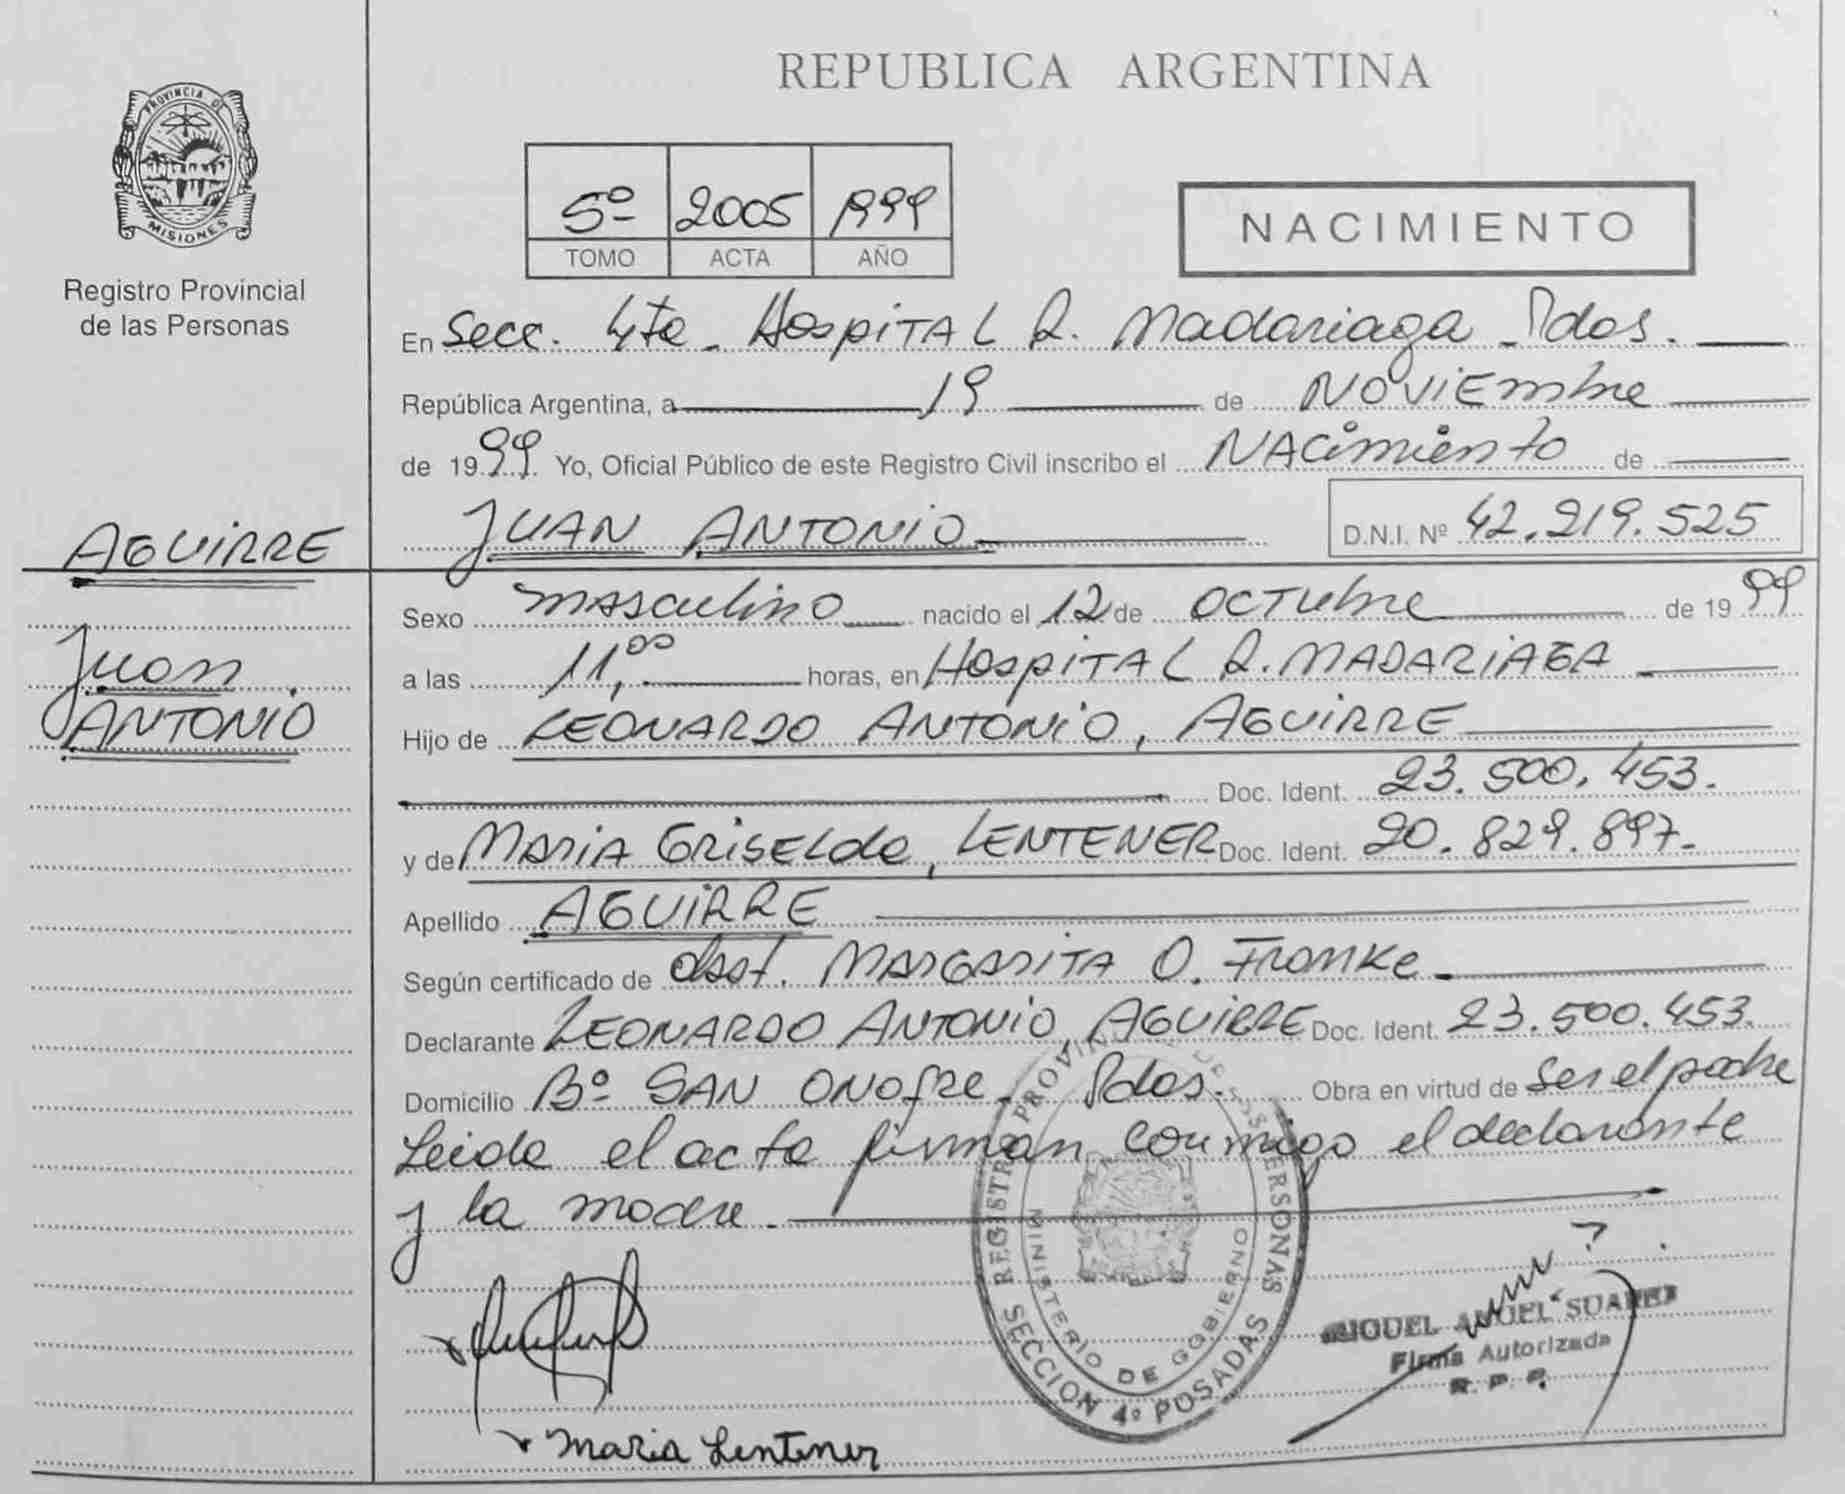 REPUBLICA ARGENTINA
PROVINCIA DE
MISIONES
Registro Provincial
de las Personas
5º 2005 1999
TOMO ACTA AÑO
NACIMIENTO
En Secc. 4ta - Hospital R. Madariaga - Pdas.
República Argentina, a 19 de Noviembre
de 1999. Yo, Oficial Público de este Registro Civil inscribo el Nacimiento de
AGUIRRE
JUAN ANTONIO D.N.I. Nº 42.219.525
Sexo masculino nacido el 12 de octubre de 1999
Juan
ANTONIO
a las 11,00 horas, en Hospital R. MADARIAGA
Hijo de LEONARDO ANTONIO, AGUIRRE
Doc. Ident. 23.500.453.
y de MARIA GRISELda, LENTENER Doc. Ident. 20.829.897.-
Apellido AGUIRRE
Según certificado de obst. MARGARITA O. Franke.
Declarante LEONARDO ANTONIO, AGUIRRE Doc. Ident. 23.500.453.
Domicilio Bº SAN ONOFRE - Pdas. Obra en virtud de Ser el padre
Leida el acta firman conmigo el declarante
y la madre.
REGISTRO PROVINCIAL DE LAS PERSONAS
MINISTERIO DE GOBIERNO
SECCION 4º POSADAS
MIGUEL ANGEL SUAREZ
Firma Autorizada
R. P. P.
Maria Lentener